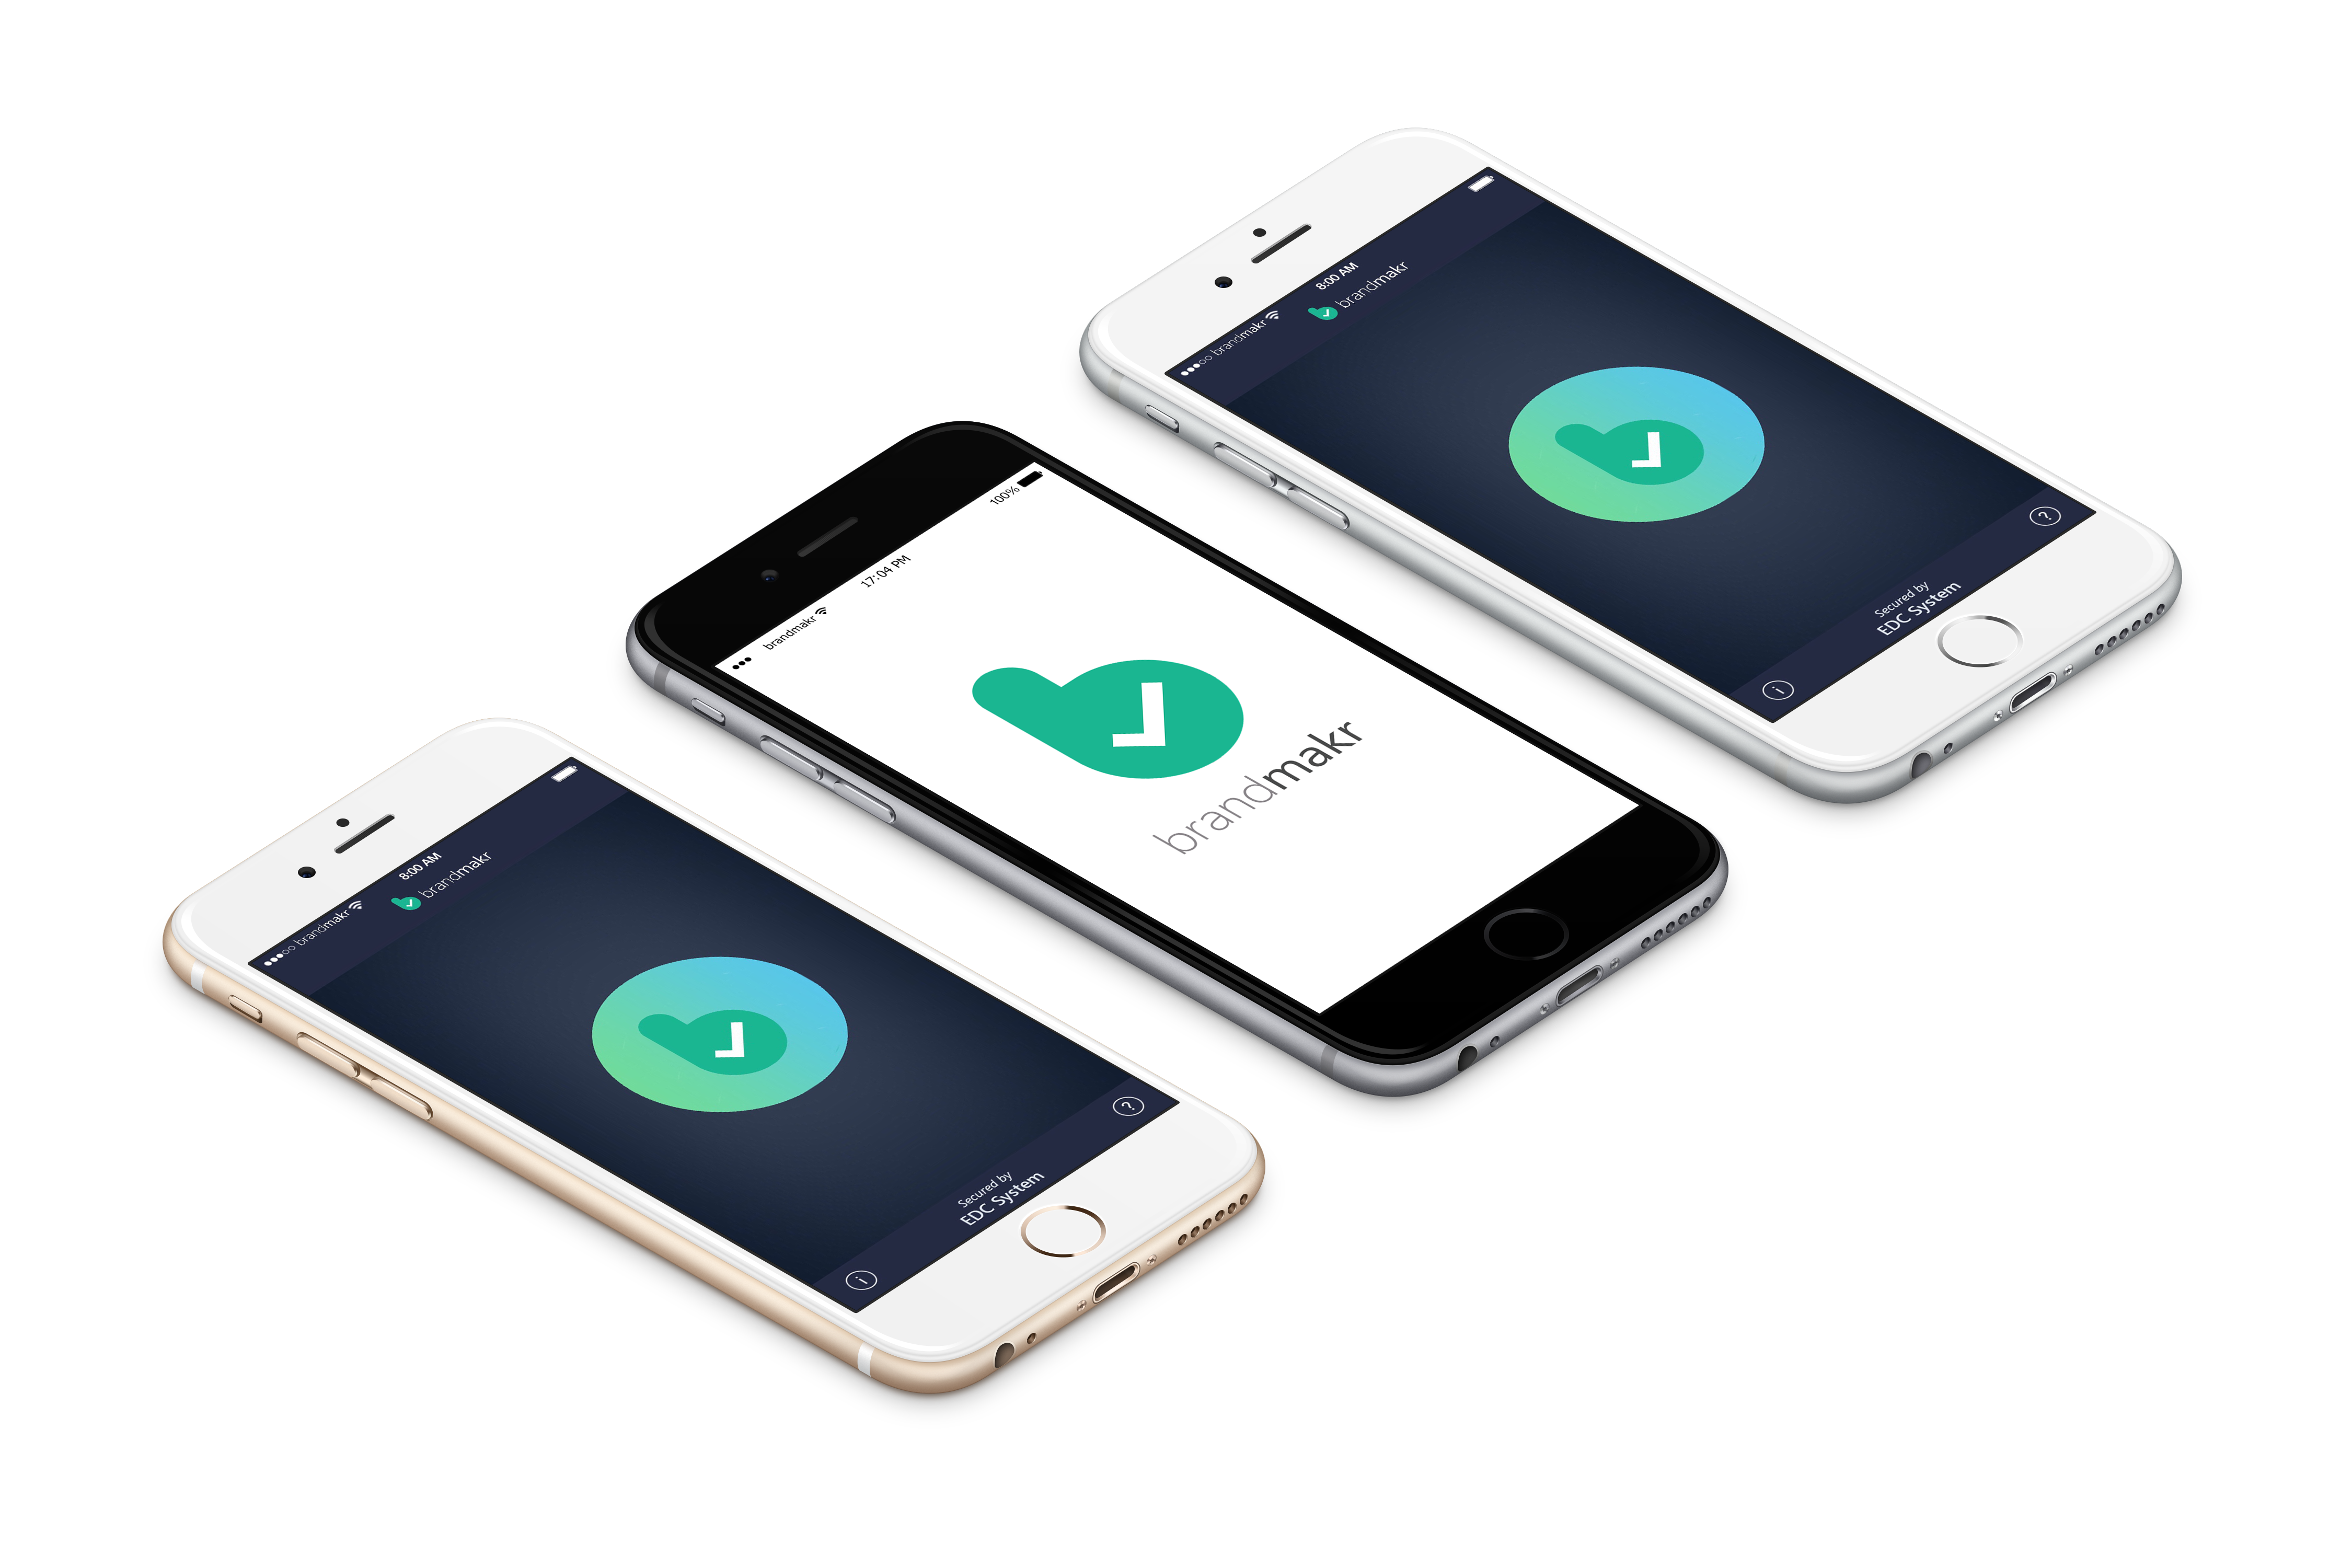 brandmakr 8:00 AM
brandmakr
Secured by
EDC System
?
i
brandmakr 17:04 PM 100%
brandmakr
brandmakr 8:00 AM
brandmakr
Secured by
EDC System
?
i